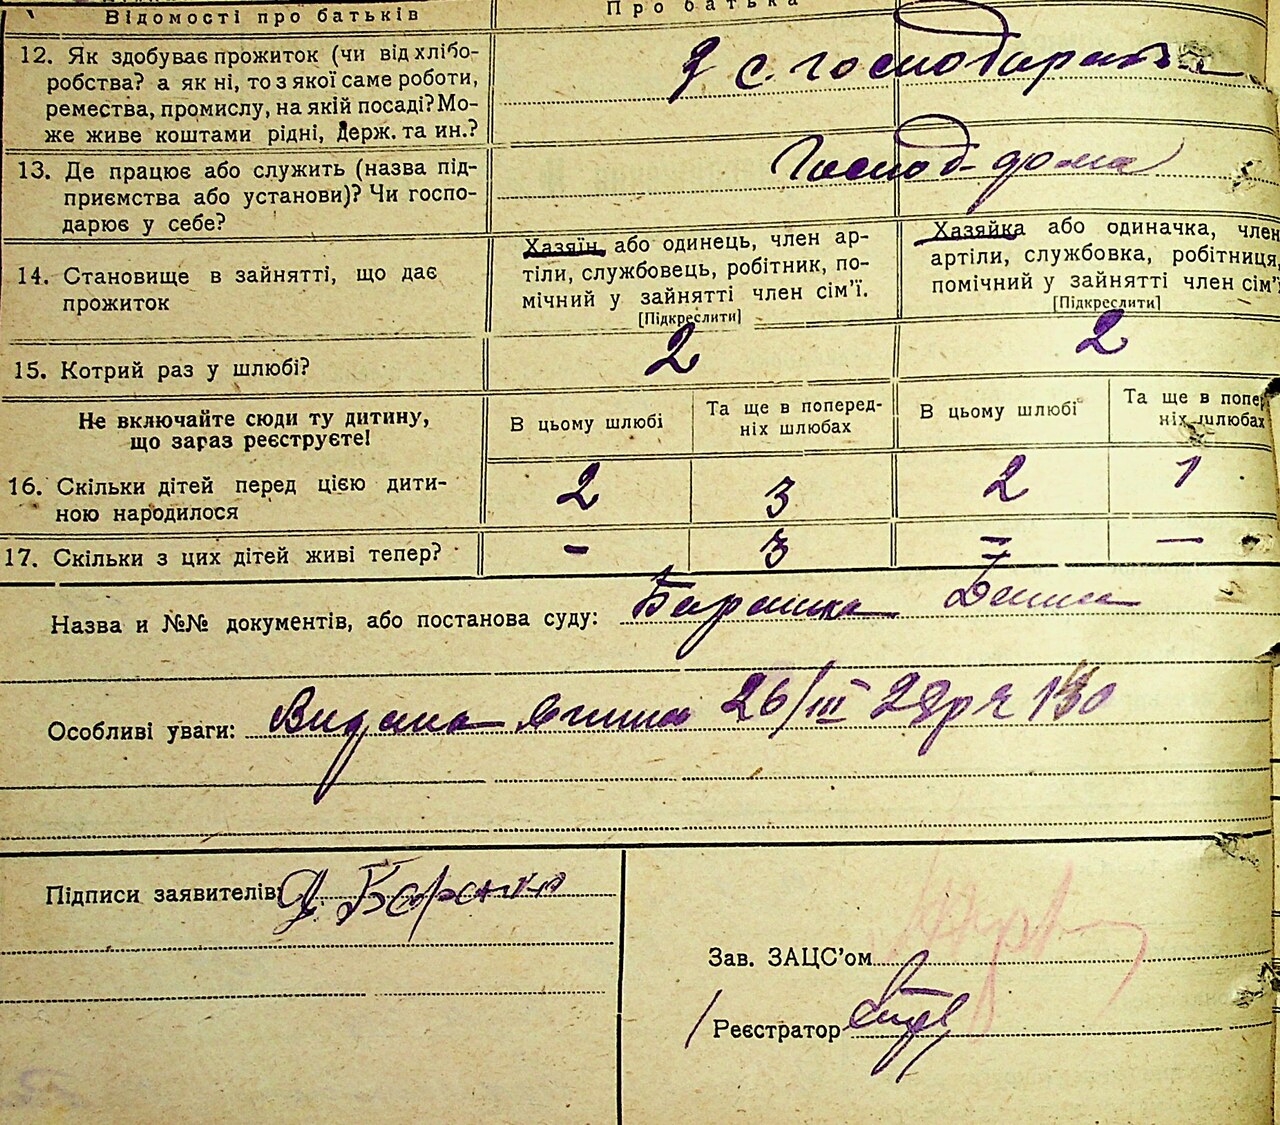 Відомості про батьків
Про батька
12. Як здобуває прожиток (чи від хлібо-
робства? а як ні, то з якої саме роботи,
ремества, промислу, на якій посаді? Мо-
же живе коштами рідні, Держ. та ин.?
З с. господарства
13. Де працює або служить (назва під-
приємства або установи)? Чи госпо-
дарює у себе?
Господ. дома
14. Становище в зайнятті, що дає
прожиток
Хазяїн або одинець, член ар-
тіли, службовець, робітник, по-
мічний у зайнятті член сім'ї.
[Підкреслити]
Хазяйка або одиначка, член
артіли, службовка, робітниця,
помічний у зайнятті член сім'ї
[Підкреслити]
15. Котрий раз у шлюбі?
2
2
Не включайте сюди ту дитину,
що зараз реєструєте!
В цьому шлюбі
Та ще в поперед-
ніх шлюбах
В цьому шлюбі
Та ще в попер
ніх шлюбах
16. Скільки дітей перед цією дити-
ною народилося
2
3
2
1
17. Скільки з цих дітей живі тепер?
-
3
-
-
Назва и №№ документів, або постанова суду:
Особливі уваги: Видана 26/III 29р
Підписи заявителів:
Зав. ЗАЦС'ом
Реєстратор